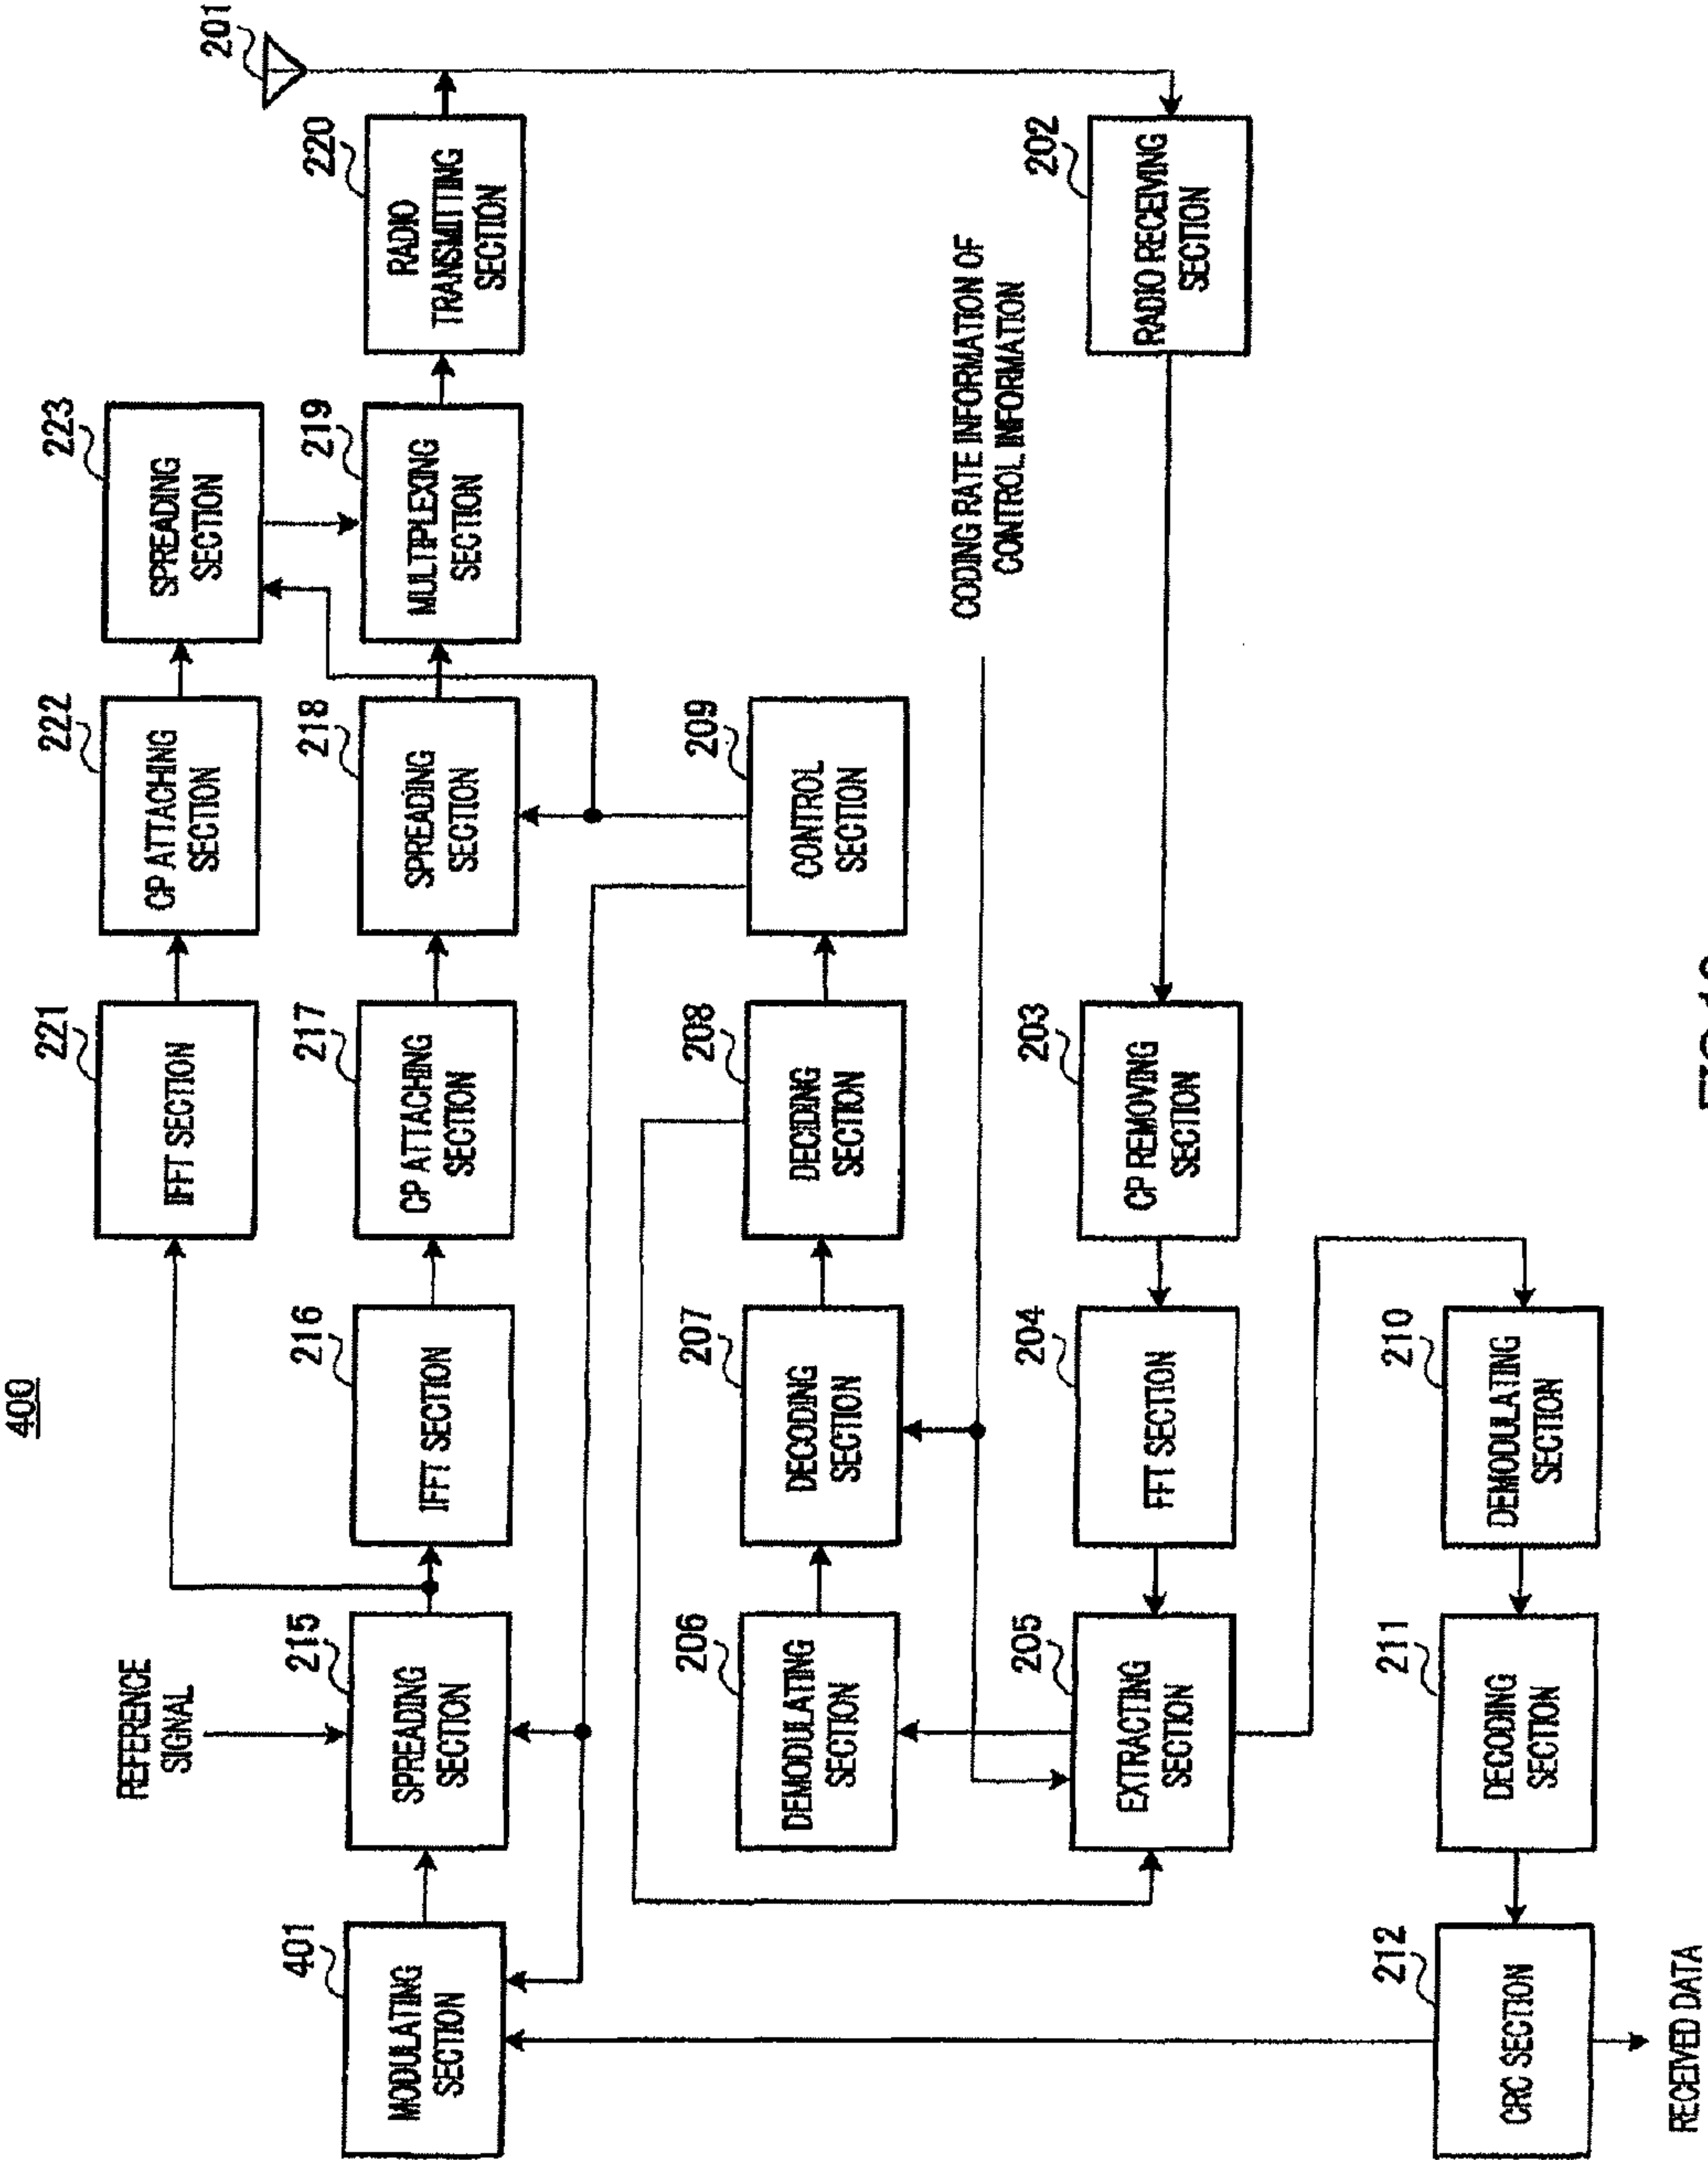 400
REFERENCE
SIGNAL
401
MODULATING
SECTION
215
SPREADING
SECTION
221
IFFT SECTION
222
CP ATTACHING
SECTION
223
SPREADING
SECTION
216
IFFT SECTION
217
CP ATTACHING
SECTION
218
SPREADING
SECTION
219
MULTIPLEXING
SECTION
220
RADIO
TRANSMITTING
SECTION
201
206
DEMODULATING
SECTION
207
DECODING
SECTION
208
DECIDING
SECTION
209
CONTROL
SECTION
CODING RATE INFORMATION OF
CONTROL INFORMATION
205
EXTRACTING
SECTION
204
FFT SECTION
203
CP REMOVING
SECTION
202
RADIO RECEIVING
SECTION
212
CRC SECTION
211
DECODING
SECTION
210
DEMODULATING
SECTION
RECEIVED DATA